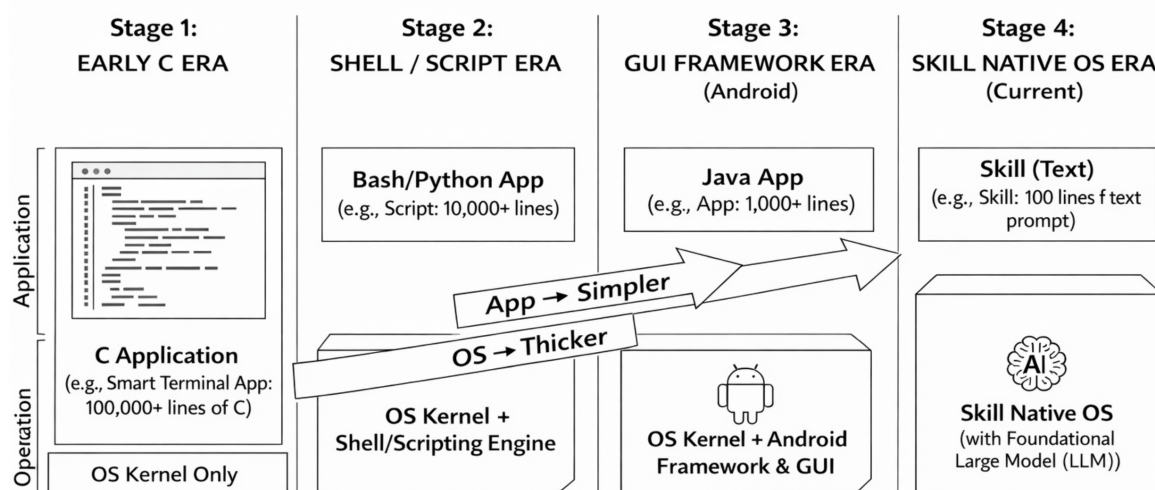 Stage 1:
EARLY C ERA
Stage 2:
SHELL / SCRIPT ERA
Stage 3:
GUI FRAMEWORK ERA
(Android)
Stage 4:
SKILL NATIVE OS ERA
(Current)
Application
C Application
(e.g., Smart Terminal App:
100,000+ lines of C)
Bash/Python App
(e.g., Script: 10,000+ lines)
Java App
(e.g., App: 1,000+ lines)
Skill (Text)
(e.g., Skill: 100 lines f text
prompt)
App → Simpler
OS → Thicker
Operation
OS Kernel Only
OS Kernel +
Shell/Scripting Engine
OS Kernel + Android
Framework & GUI
AI
Skill Native OS
(with Foundational
Large Model (LLM))